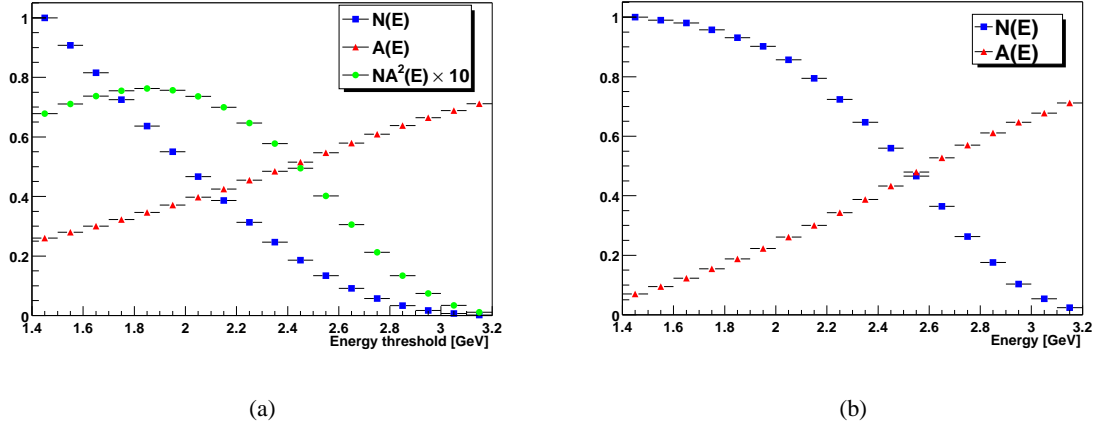 1
0.8
0.6
0.4
0.2
0
1.4 1.6 1.8 2 2.2 2.4 2.6 2.8 3 3.2
Energy threshold [GeV]
N(E)
A(E)
NA²(E) × 10
(a)
1
0.8
0.6
0.4
0.2
0
1.4 1.6 1.8 2 2.2 2.4 2.6 2.8 3 3.2
Energy [GeV]
N(E)
A(E)
(b)